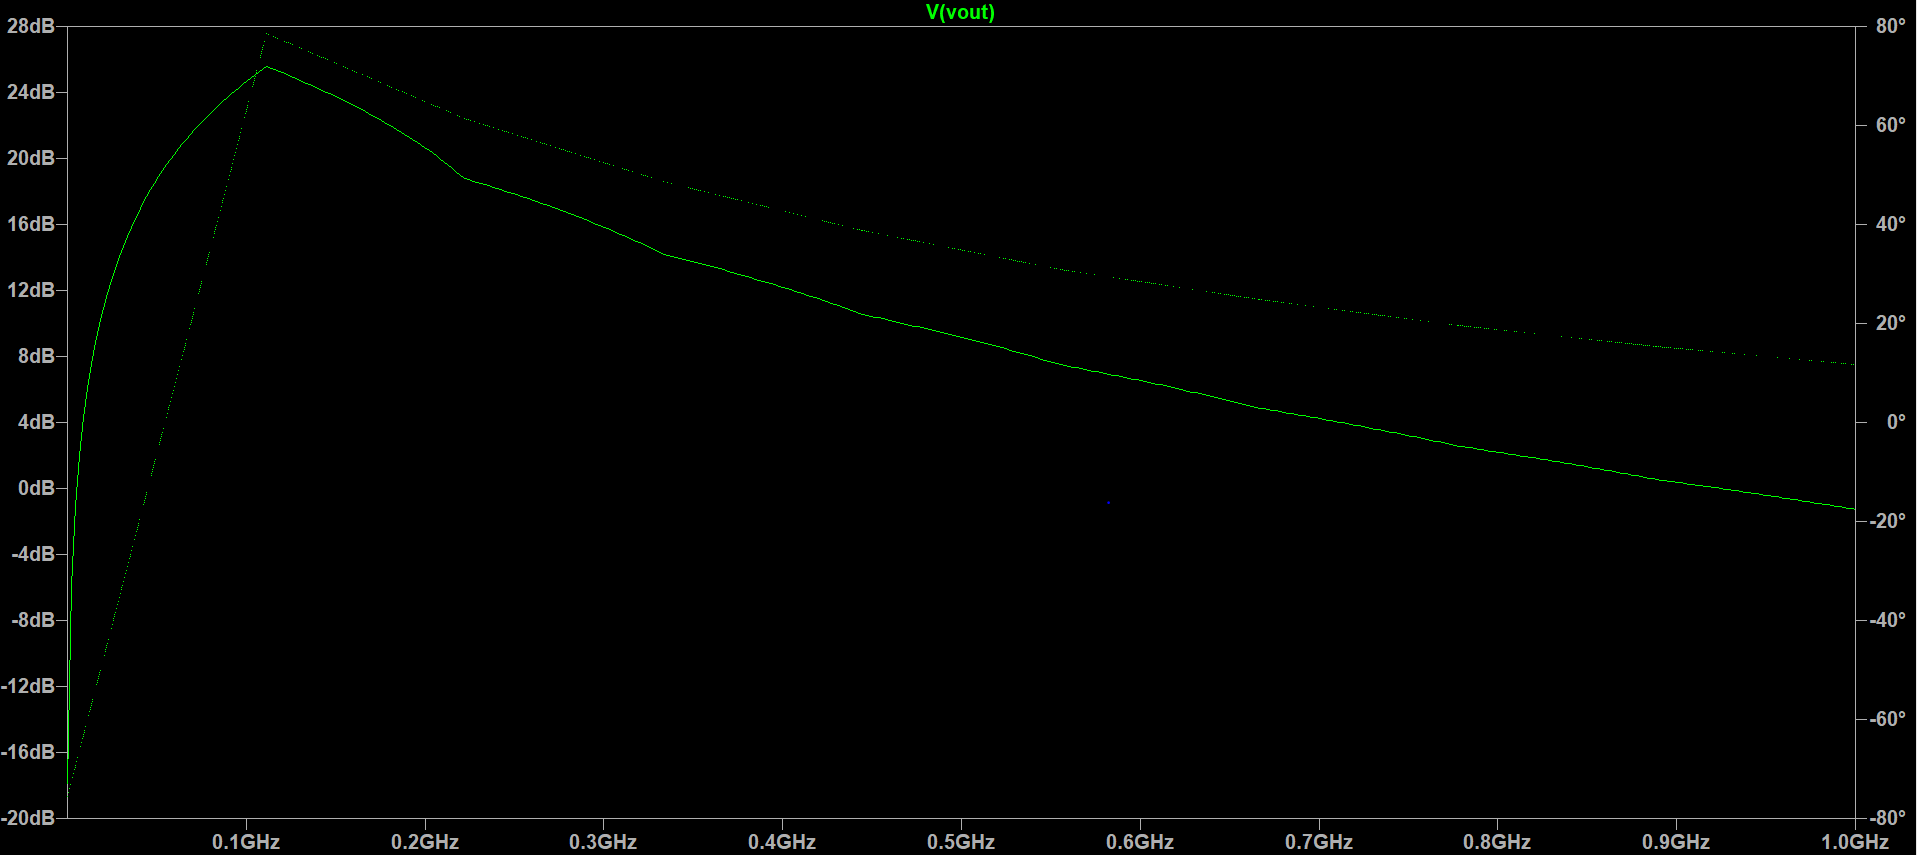 V(vout)
28dB
24dB
20dB
16dB
12dB
8dB
4dB
0dB
-4dB
-8dB
-12dB
-16dB
-20dB
80°
60°
40°
20°
0°
-20°
-40°
-60°
-80°
0.1GHz 0.2GHz 0.3GHz 0.4GHz 0.5GHz 0.6GHz 0.7GHz 0.8GHz 0.9GHz 1.0GHz